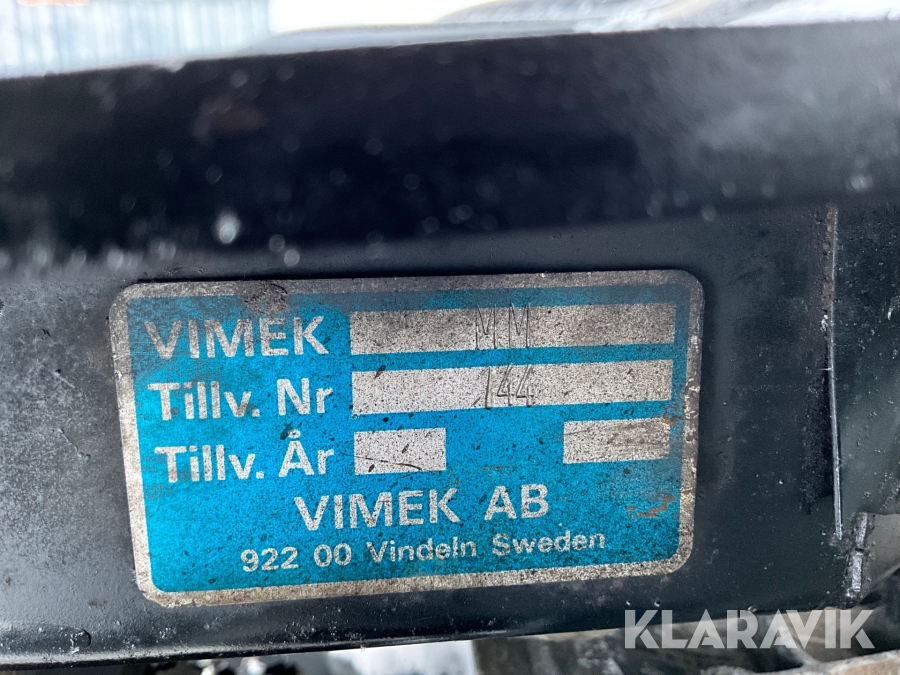 VIMEK MM
Tillv. Nr 144
Tillv. År
VIMEK AB
922 00 Vindeln Sweden
KLARAVIK